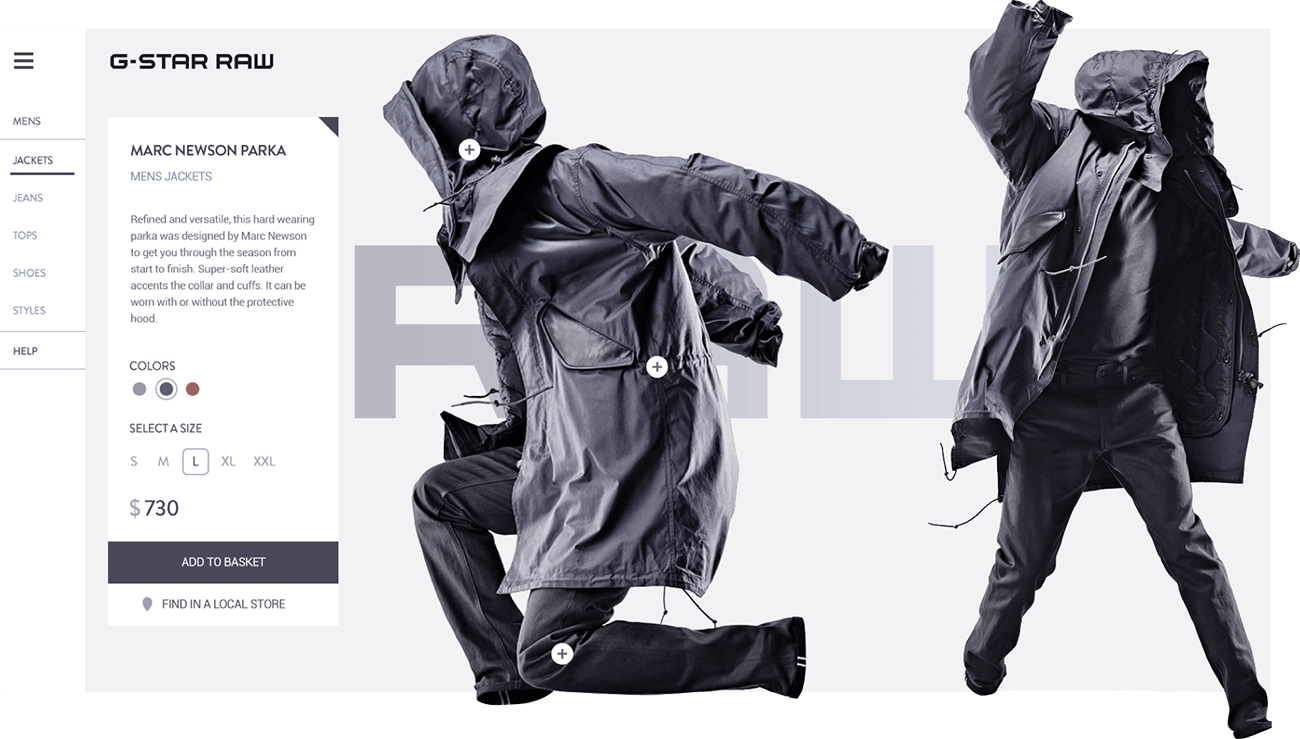 G-STAR RAW
MENS
JACKETS
JEANS
TOPS
SHOES
STYLES
HELP
MARC NEWSON PARKA
MENS JACKETS
Refined and versatile, this hard wearing
parka was designed by Marc Newson
to get you through the season from
start to finish. Super-soft leather
accents the collar and cuffs. It can be
worn with or without the protective
hood.
COLORS
SELECT A SIZE
S M L XL XXL
$730
ADD TO BASKET
FIND IN A LOCAL STORE
RAW